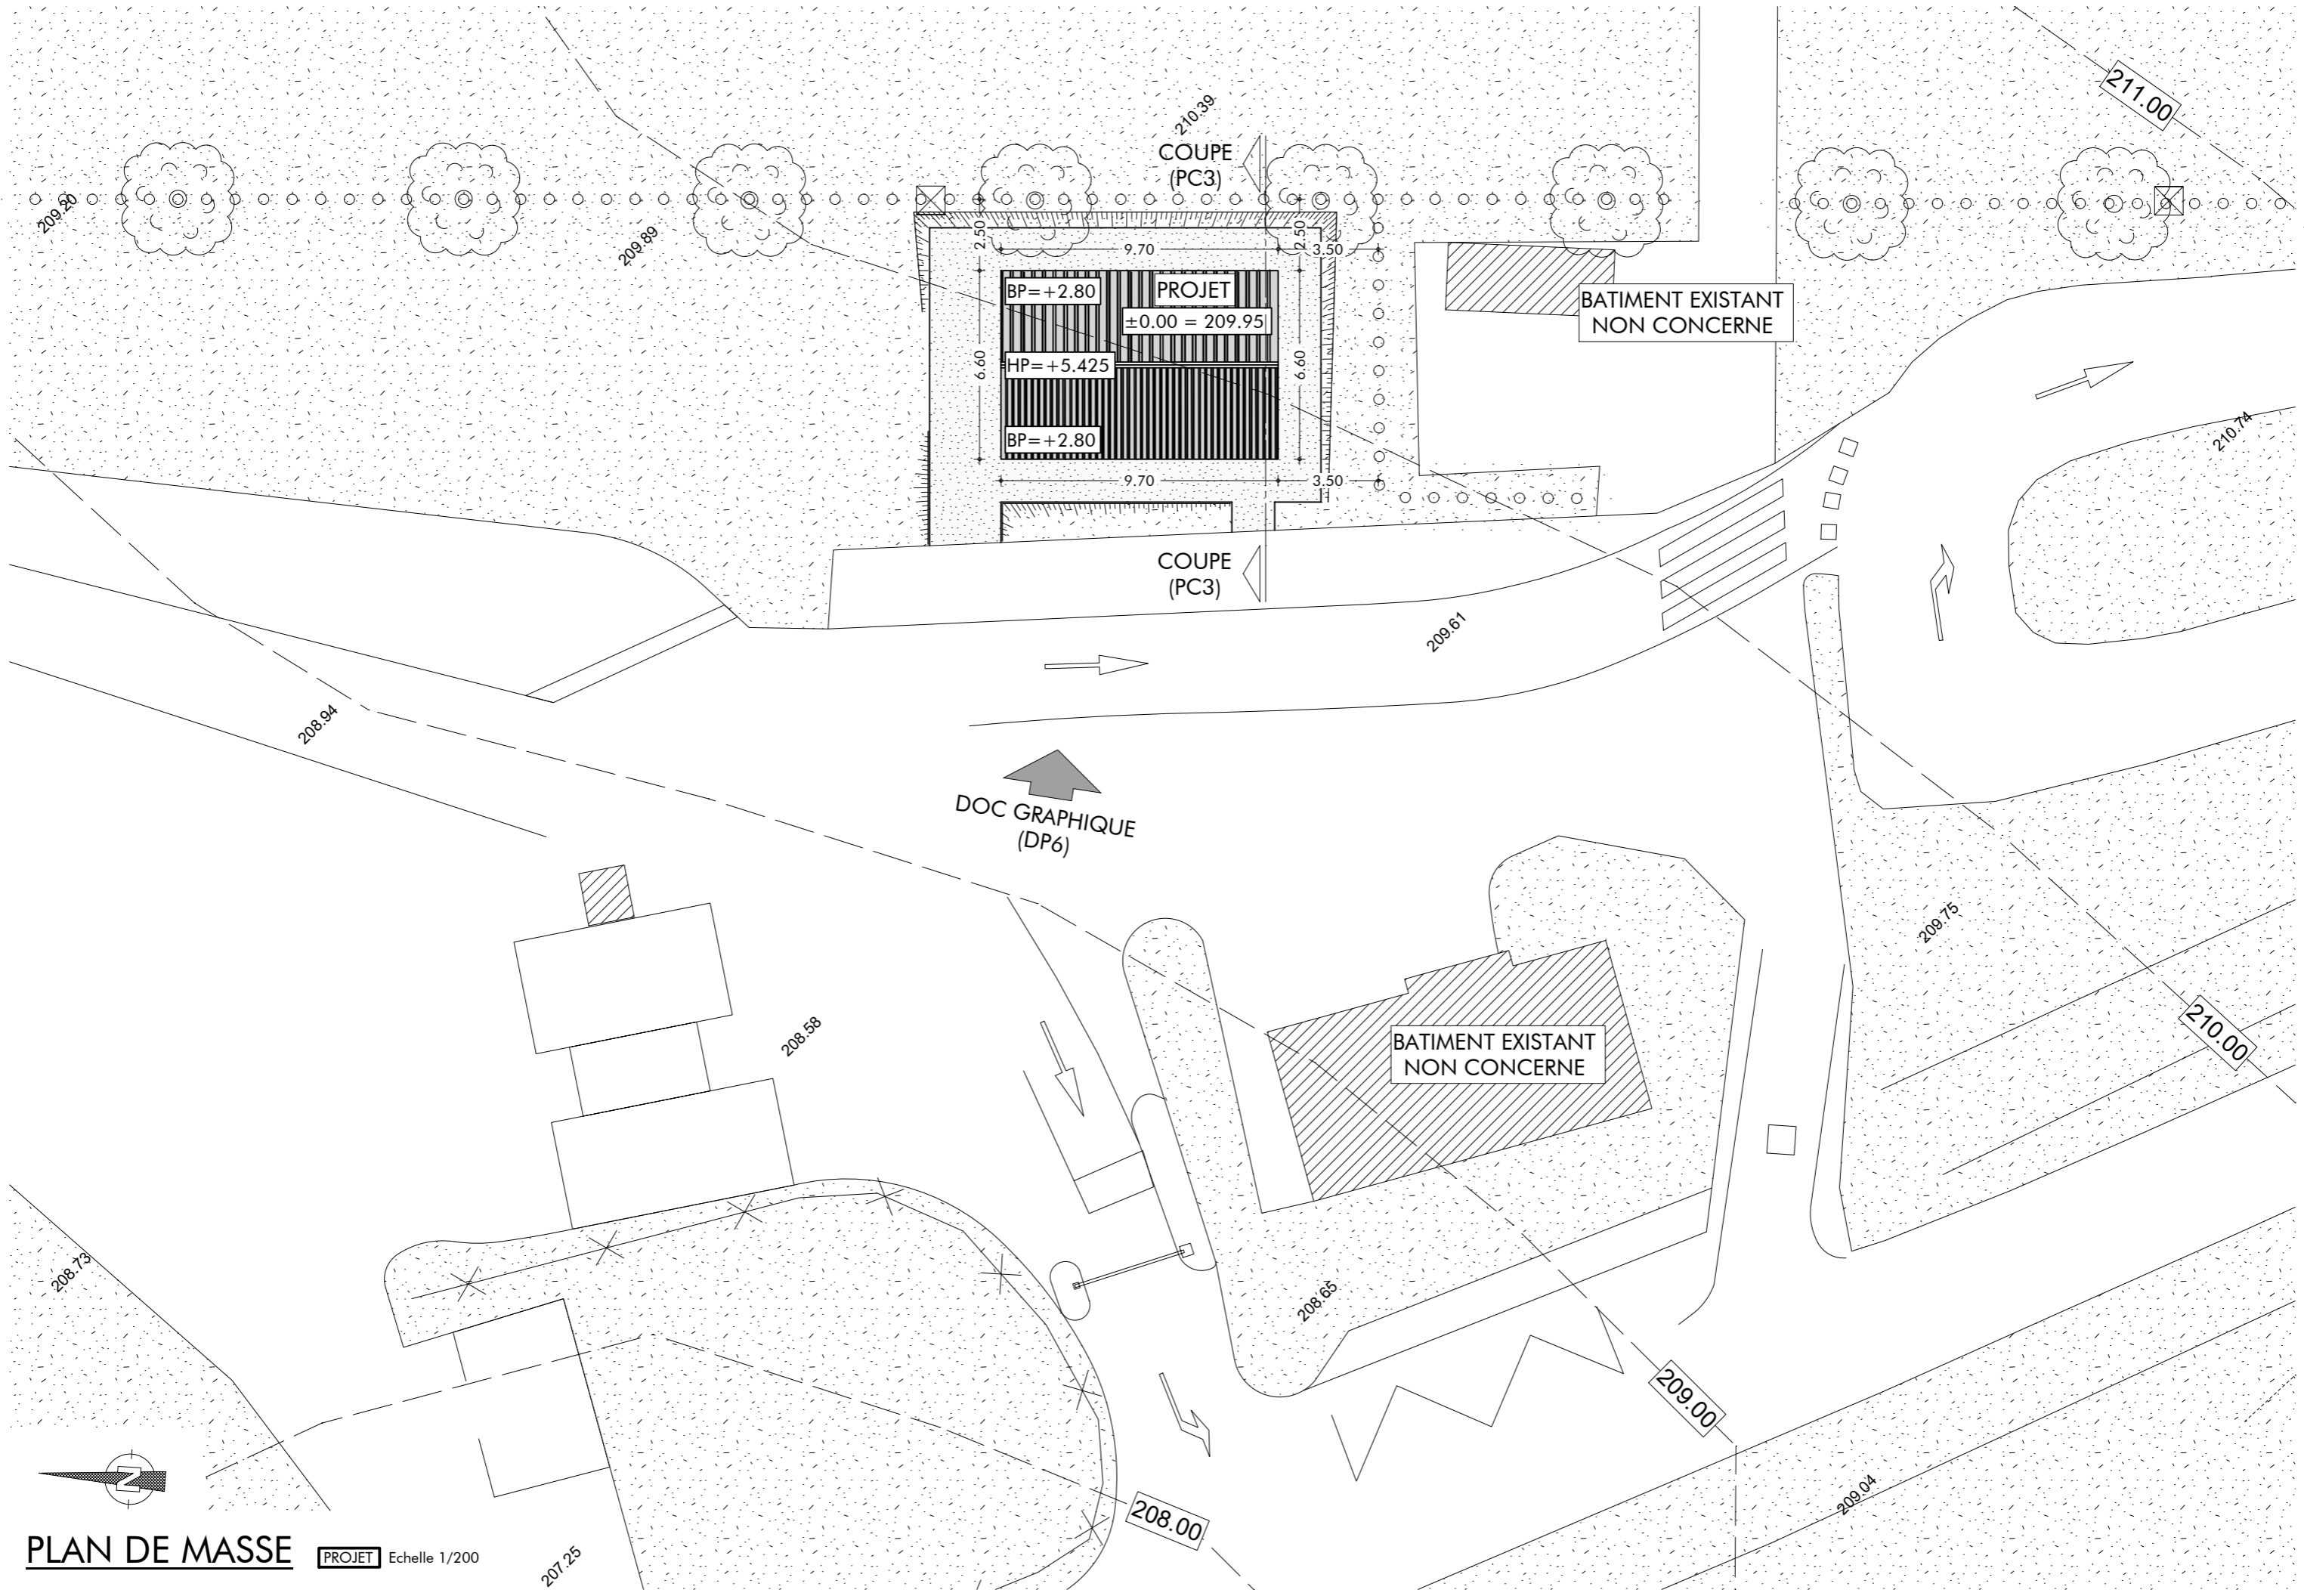 211.00
210.39
COUPE
(PC3)
209.20
209.89
2.50
2.50
9.70
3.50
BP=+2.80
PROJET
±0.00 = 209.95
BATIMENT EXISTANT
NON CONCERNE
6.60
HP=+5.425
6.60
BP=+2.80
210.74
9.70
3.50
COUPE
(PC3)
209.61
208.94
DOC GRAPHIQUE
(DP6)
209.75
208.58
BATIMENT EXISTANT
NON CONCERNE
210.00
208.73
208.65
209.00
N
209.04
208.00
PLAN DE MASSE
PROJET Echelle 1/200
207.25